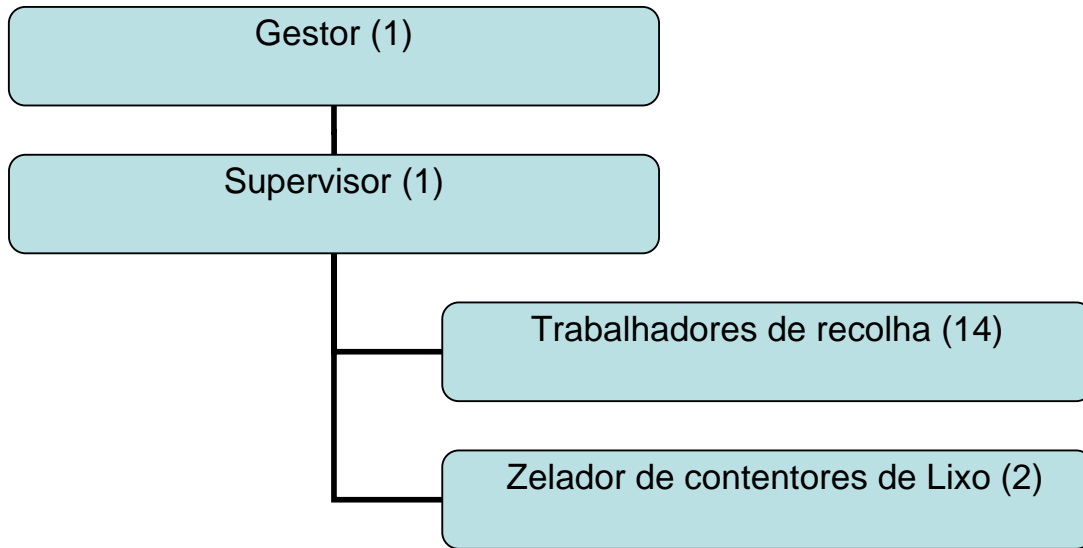 Gestor (1)
Supervisor (1)
Trabalhadores de recolha (14)
Zelador de contentores de Lixo (2)